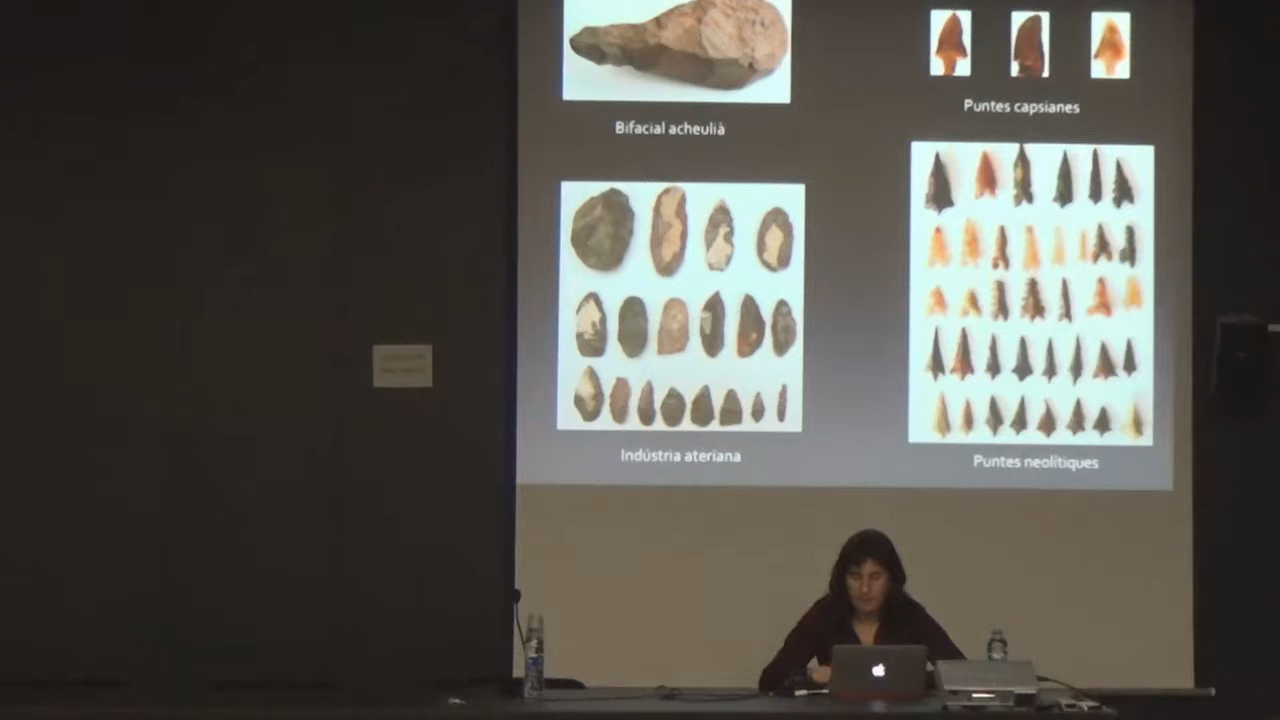 Bifacial acheulià
Puntes capsianes
Indústria ateriana
Puntes neolítiques